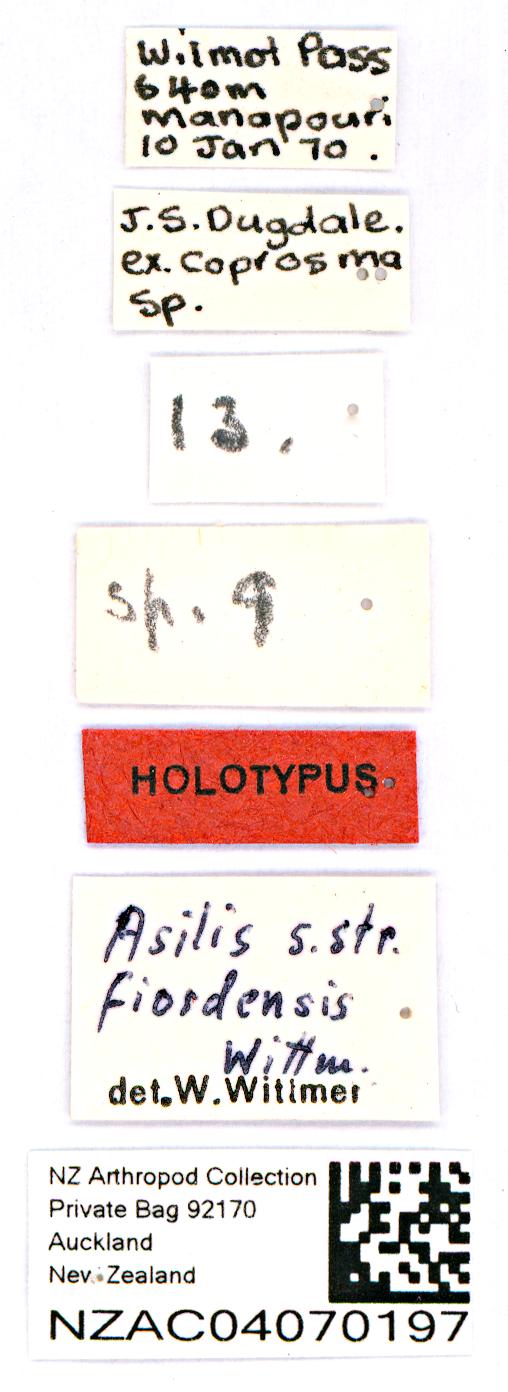 Wilmot Pass
640m
Manapouri
10 Jan 70.
J.S.Dugdale.
ex. Coprosma
Sp.
13.
sp. 9
HOLOTYPUS
Asilis s.str.
fiordensis
Wittm.
det.W.Wittmer
NZ Arthropod Collection
Private Bag 92170
Auckland
New Zealand
NZAC04070197